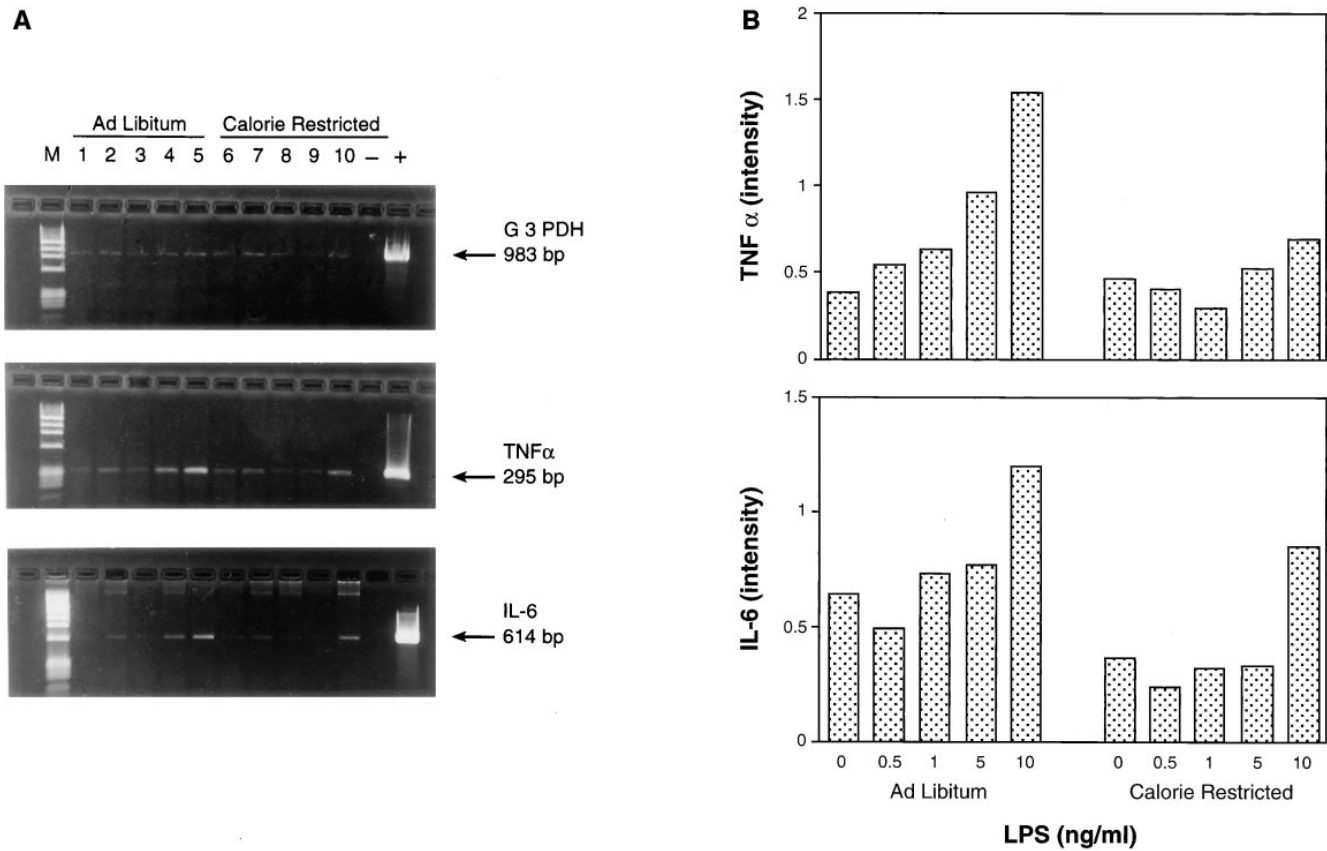 A
Ad Libitum Calorie Restricted
M 1 2 3 4 5 6 7 8 9 10 – +
G 3 PDH
983 bp
TNFα
295 bp
IL-6
614 bp
B
TNF α (intensity)
2
1.5
1
0.5
0
IL-6 (intensity)
1.5
1
0.5
0
0 0.5 1 5 10 0 0.5 1 5 10
Ad Libitum Calorie Restricted
LPS (ng/ml)